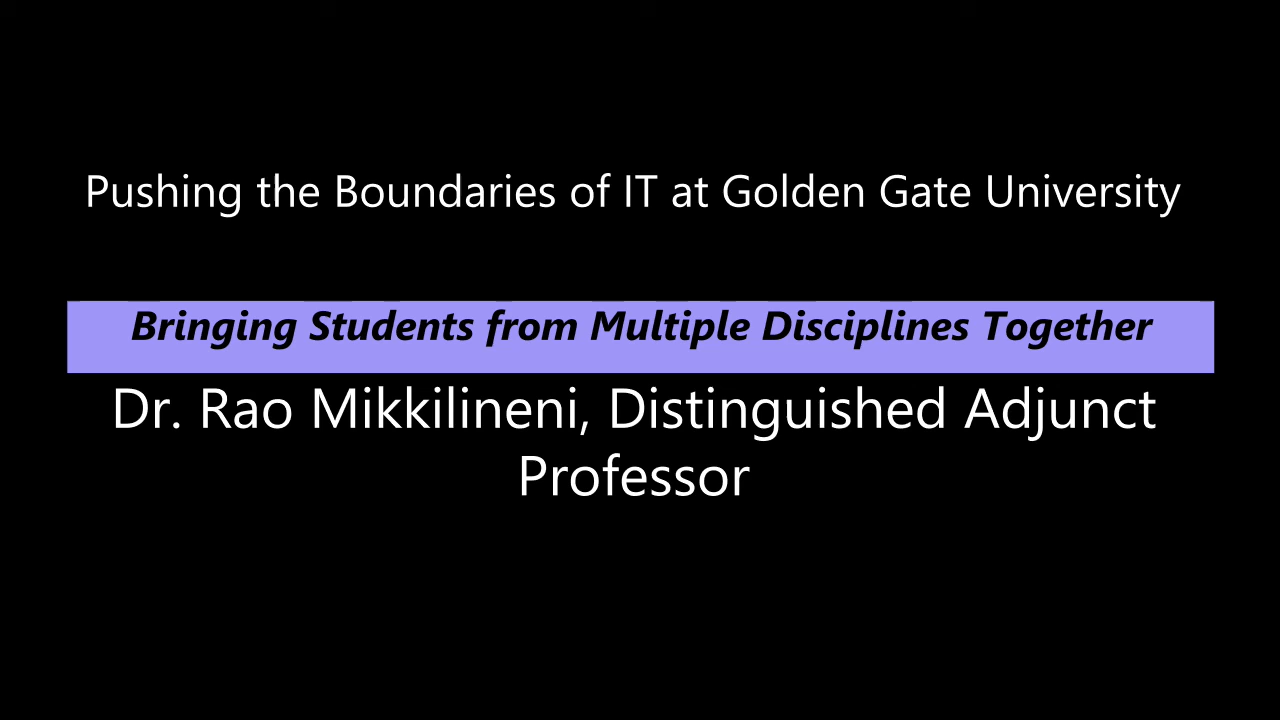 Pushing the Boundaries of IT at Golden Gate University
Bringing Students from Multiple Disciplines Together
Dr. Rao Mikkilineni, Distinguished Adjunct
Professor